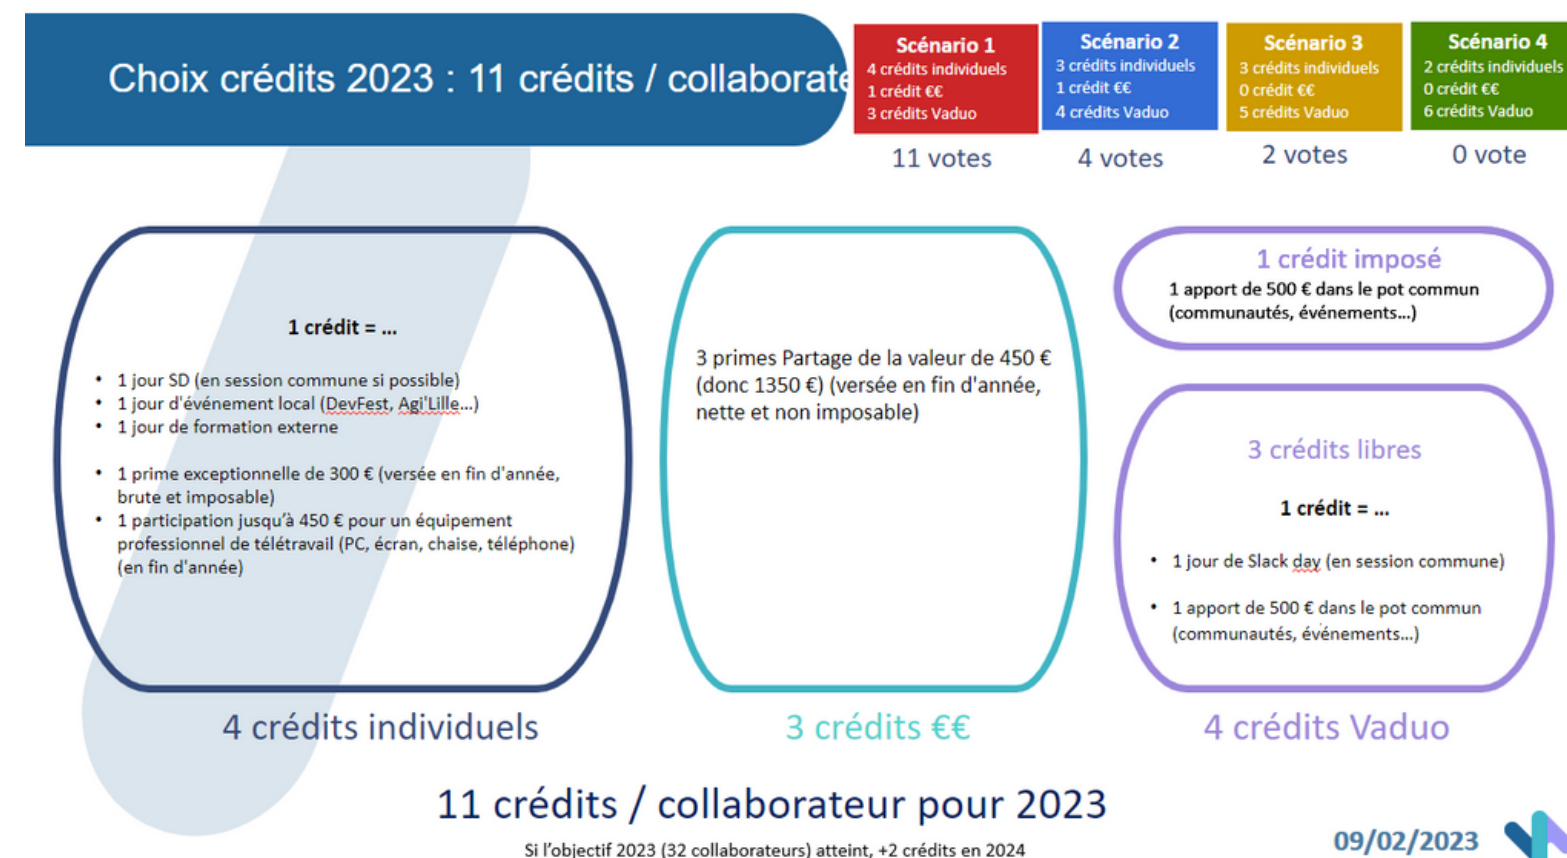 Choix crédits 2023 : 11 crédits / collaborate
Scénario 1
4 crédits individuels
1 crédit €€
3 crédits Vaduo
11 votes
Scénario 2
3 crédits individuels
1 crédit €€
4 crédits Vaduo
4 votes
Scénario 3
3 crédits individuels
0 crédit €€
5 crédits Vaduo
2 votes
Scénario 4
2 crédits individuels
0 crédit €€
6 crédits Vaduo
0 vote
1 crédit = ...
• 1 jour SD (en session commune si possible)
• 1 jour d'événement local (DevFest, Agi'Lille...)
• 1 jour de formation externe
• 1 prime exceptionnelle de 300 € (versée en fin d'année,
brute et imposable)
• 1 participation jusqu'à 450 € pour un équipement
professionnel de télétravail (PC, écran, chaise, téléphone)
(en fin d'année)
4 crédits individuels
3 primes Partage de la valeur de 450 €
(donc 1350 €) (versée en fin d'année,
nette et non imposable)
3 crédits €€
1 crédit imposé
1 apport de 500 € dans le pot commun
(communautés, événements...)
3 crédits libres
1 crédit = ...
• 1 jour de Slack day (en session commune)
• 1 apport de 500 € dans le pot commun
(communautés, événements...)
4 crédits Vaduo
11 crédits / collaborateur pour 2023
Si l'objectif 2023 (32 collaborateurs) atteint, +2 crédits en 2024
09/02/2023